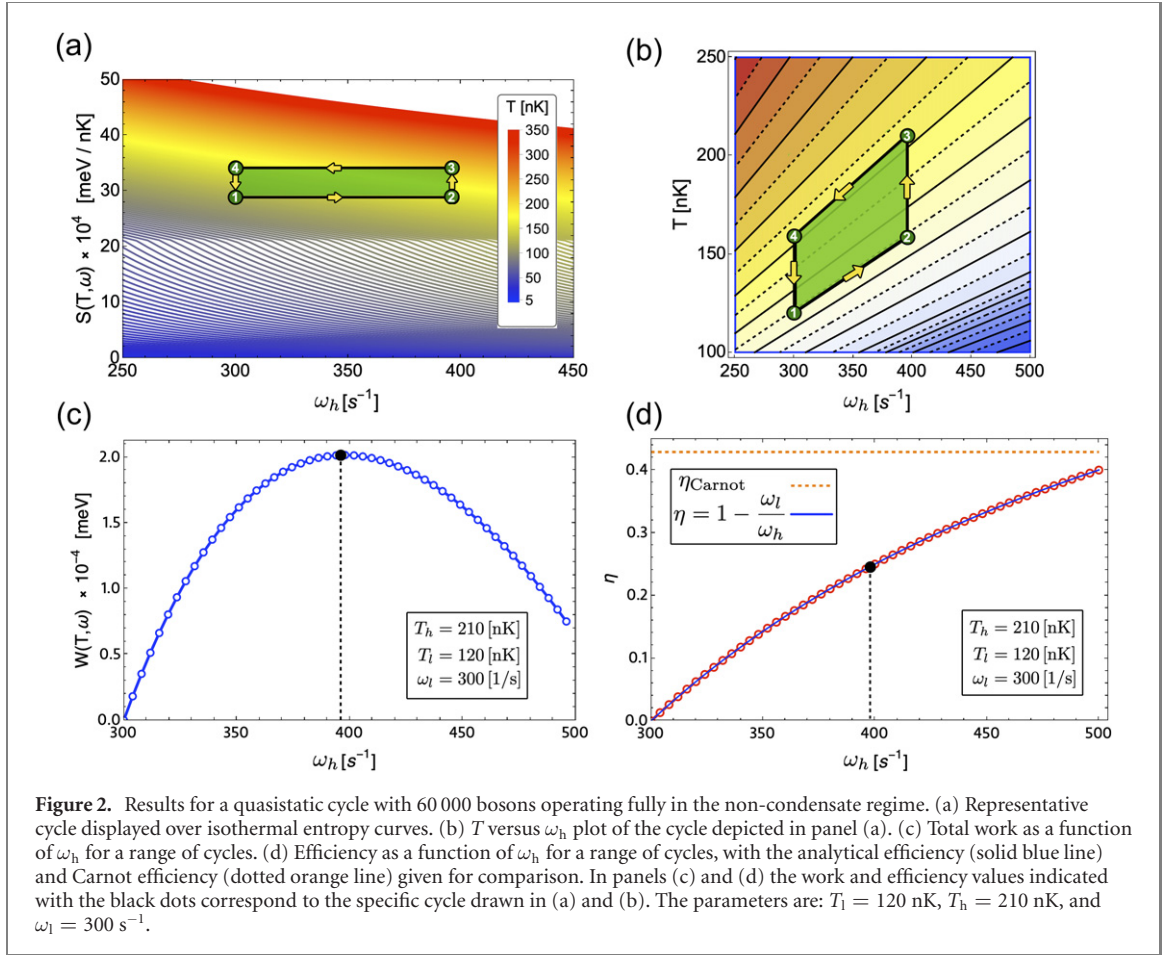 (a)
S(T,ω) × 10⁴ [meV / nK]
50
40
30
20
10
0
250
300
350
400
450
ωₕ [s⁻¹]
T [nK]
350
300
250
200
150
100
50
5
4
3
1
2
(b)
T [nK]
250
200
150
100
250
300
350
400
450
500
ωₕ [s⁻¹]
3
4
2
1
(c)
W(T,ω) × 10⁻⁴ [meV]
2.0
1.5
1.0
0.5
0.0
300
350
400
450
500
ωₕ [s⁻¹]
Tₕ = 210 [nK]
Tₗ = 120 [nK]
ωₗ = 300 [1/s]
(d)
η
0.4
0.3
0.2
0.1
0.0
300
350
400
450
500
ωₕ [s⁻¹]
η_Carnot
η = 1 − ωₗ/ωₕ
Tₕ = 210 [nK]
Tₗ = 120 [nK]
ωₗ = 300 [1/s]
Figure 2. Results for a quasistatic cycle with 60 000 bosons operating fully in the non-condensate regime. (a) Representative
cycle displayed over isothermal entropy curves. (b) T versus ωₕ plot of the cycle depicted in panel (a). (c) Total work as a function
of ωₕ for a range of cycles. (d) Efficiency as a function of ωₕ for a range of cycles, with the analytical efficiency (solid blue line)
and Carnot efficiency (dotted orange line) given for comparison. In panels (c) and (d) the work and efficiency values indicated
with the black dots correspond to the specific cycle drawn in (a) and (b). The parameters are: Tₗ = 120 nK, Tₕ = 210 nK, and
ωₗ = 300 s⁻¹.